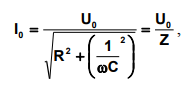 I₀ = U₀ / √(R² + (1/ωC ²)) = U₀/Z ,